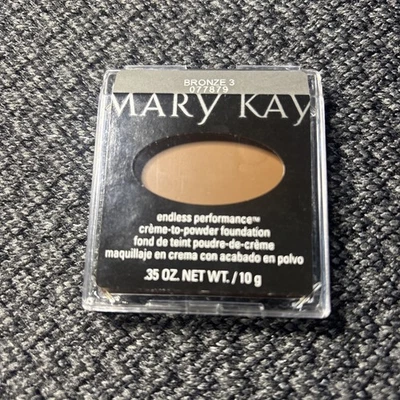 BRONZE 3
077879
MARY KAY
endless performance™
crème-to-powder foundation
fond de teint poudre-de-crème
maquillaje en crema con acabado en polvo
.35 OZ. NET WT. / 10 g